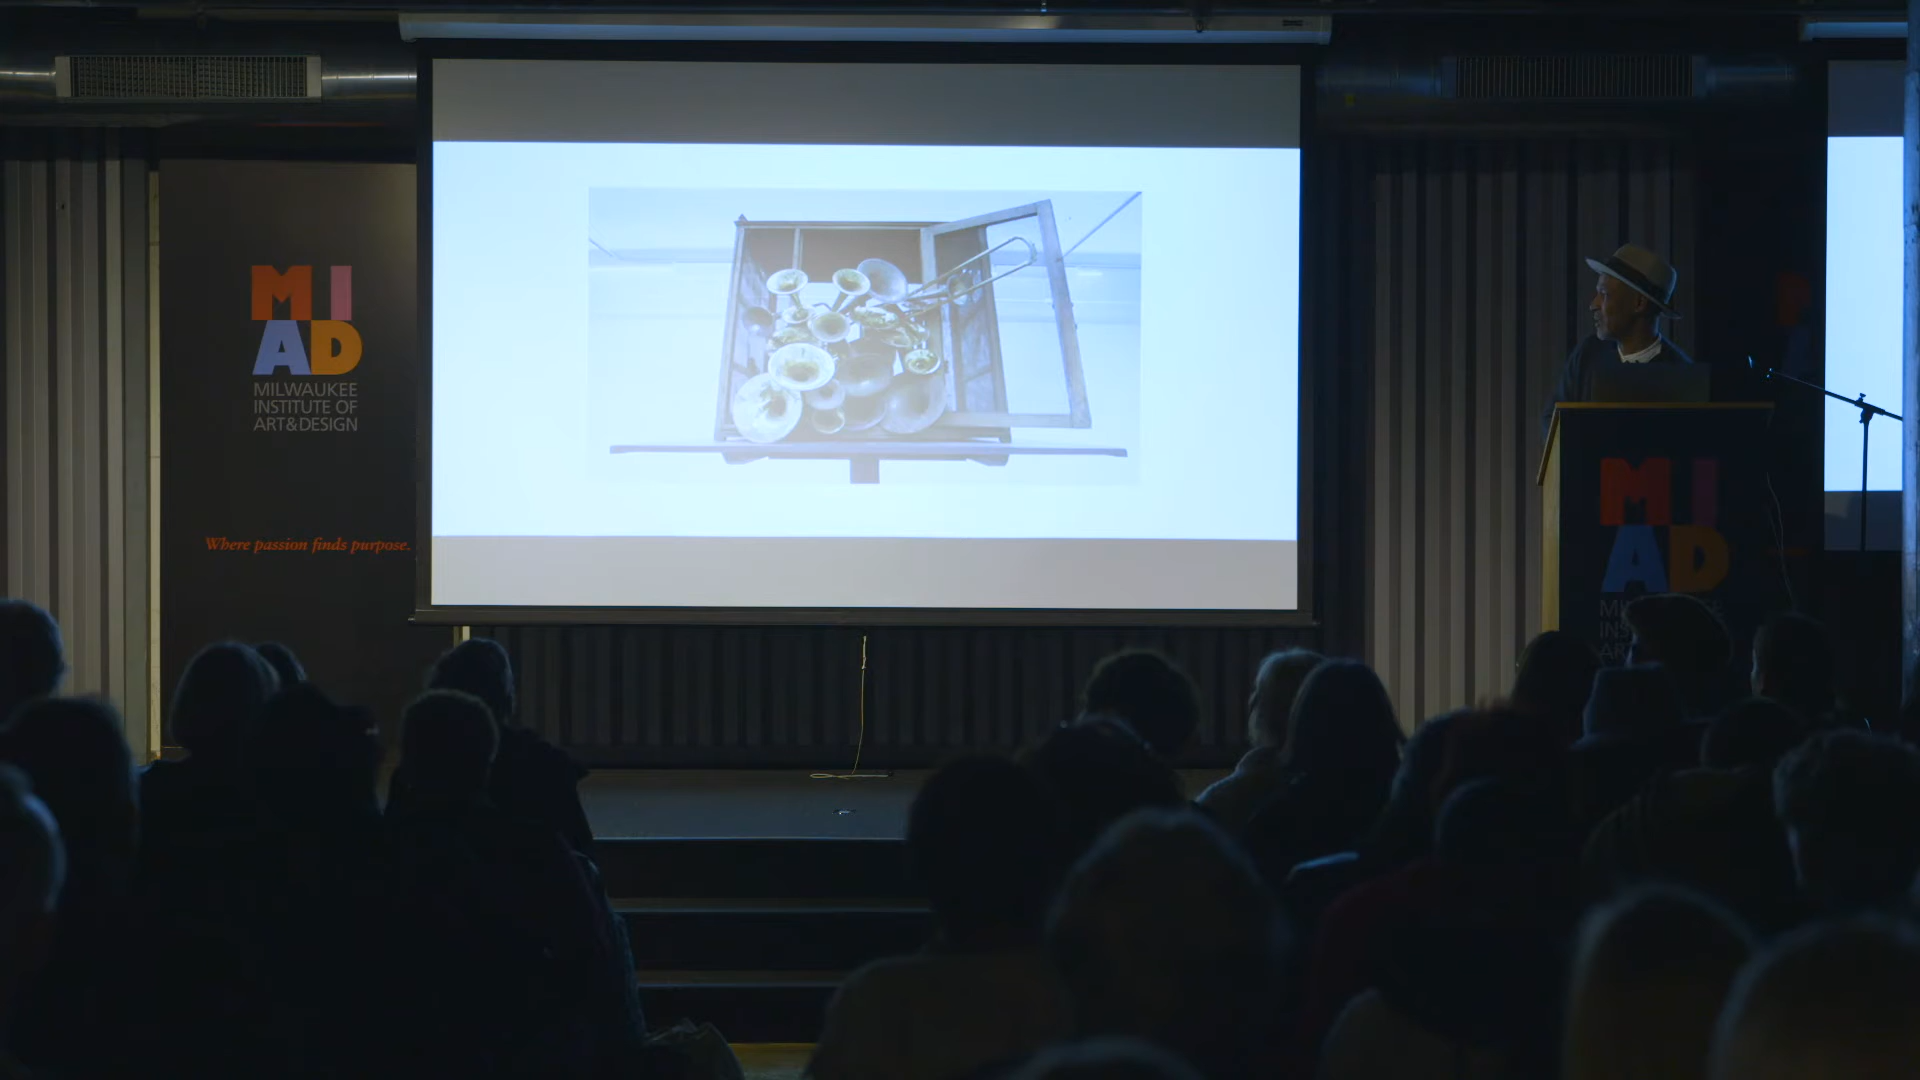 MI
AD
MILWAUKEE
INSTITUTE OF
ART&DESIGN
Where passion finds purpose.
MI
AD